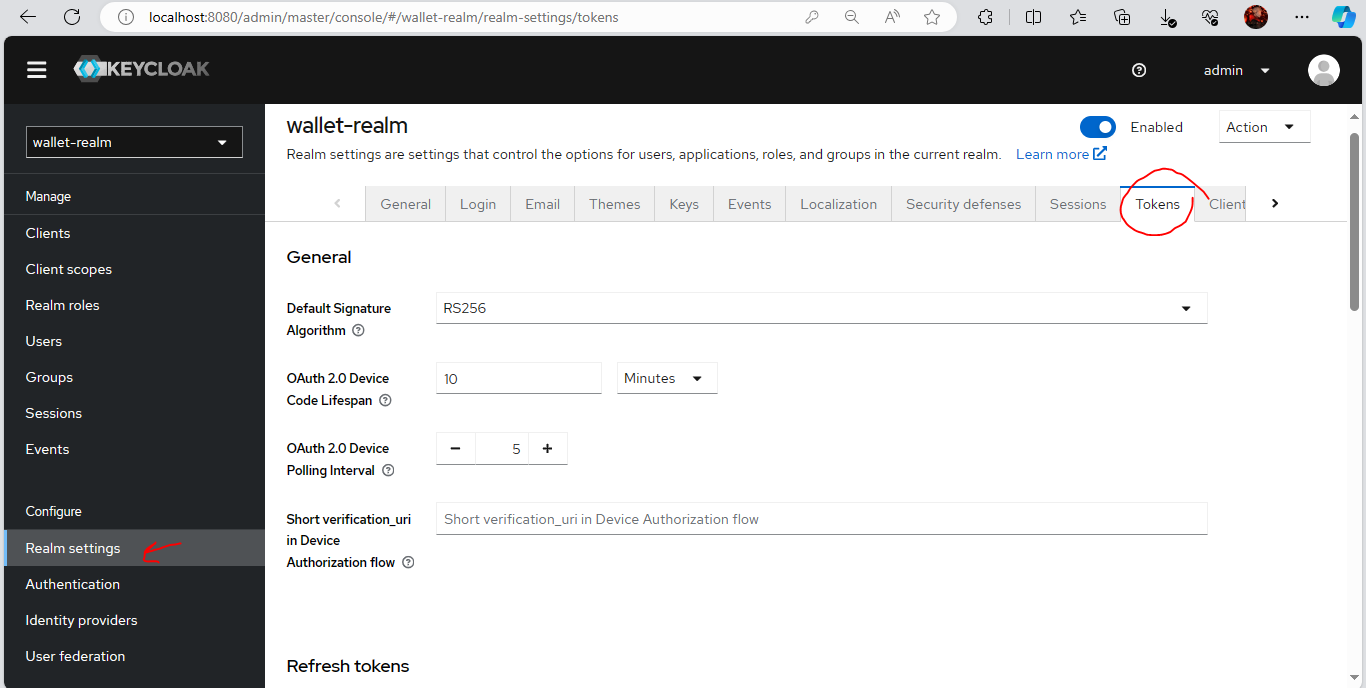 localhost:8080/admin/master/console/#/wallet-realm/realm-settings/tokens
KEYCLOAK
admin
wallet-realm
Manage
Clients
Client scopes
Realm roles
Users
Groups
Sessions
Events
Configure
Realm settings
Authentication
Identity providers
User federation
wallet-realm
Enabled
Action
Realm settings are settings that control the options for users, applications, roles, and groups in the current realm. Learn more
General Login Email Themes Keys Events Localization Security defenses Sessions Tokens Client
General
Default Signature
Algorithm
RS256
OAuth 2.0 Device
Code Lifespan
10
Minutes
OAuth 2.0 Device
Polling Interval
5
Short verification_uri
in Device
Authorization flow
Short verification_uri in Device Authorization flow
Refresh tokens